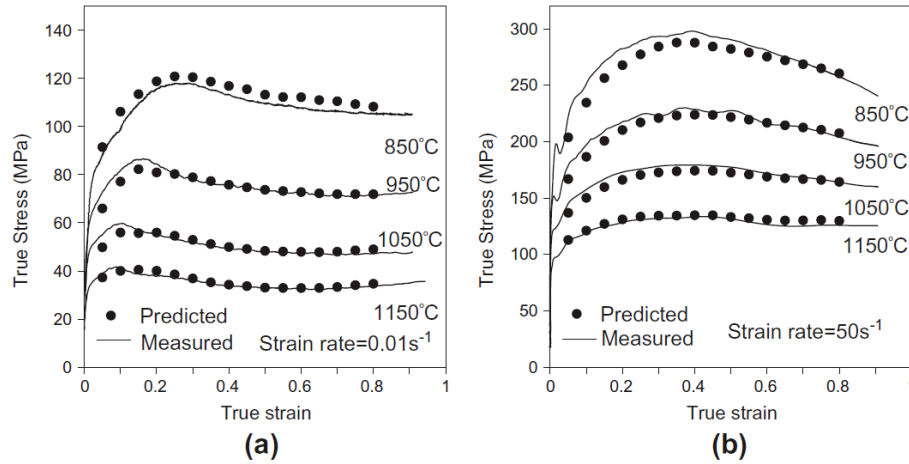 140
120
100
80
60
40
20
0
True Stress (MPa)
850°C
950°C
1050°C
1150°C
Predicted
Measured
Strain rate=0.01s⁻¹
0 0.2 0.4 0.6 0.8 1
True strain
(a)
300
250
200
150
100
50
0
True Stress (MPa)
850°C
950°C
1050°C
1150°C
Predicted
Measured
Strain rate=50s⁻¹
0 0.2 0.4 0.6 0.8 1
True strain
(b)